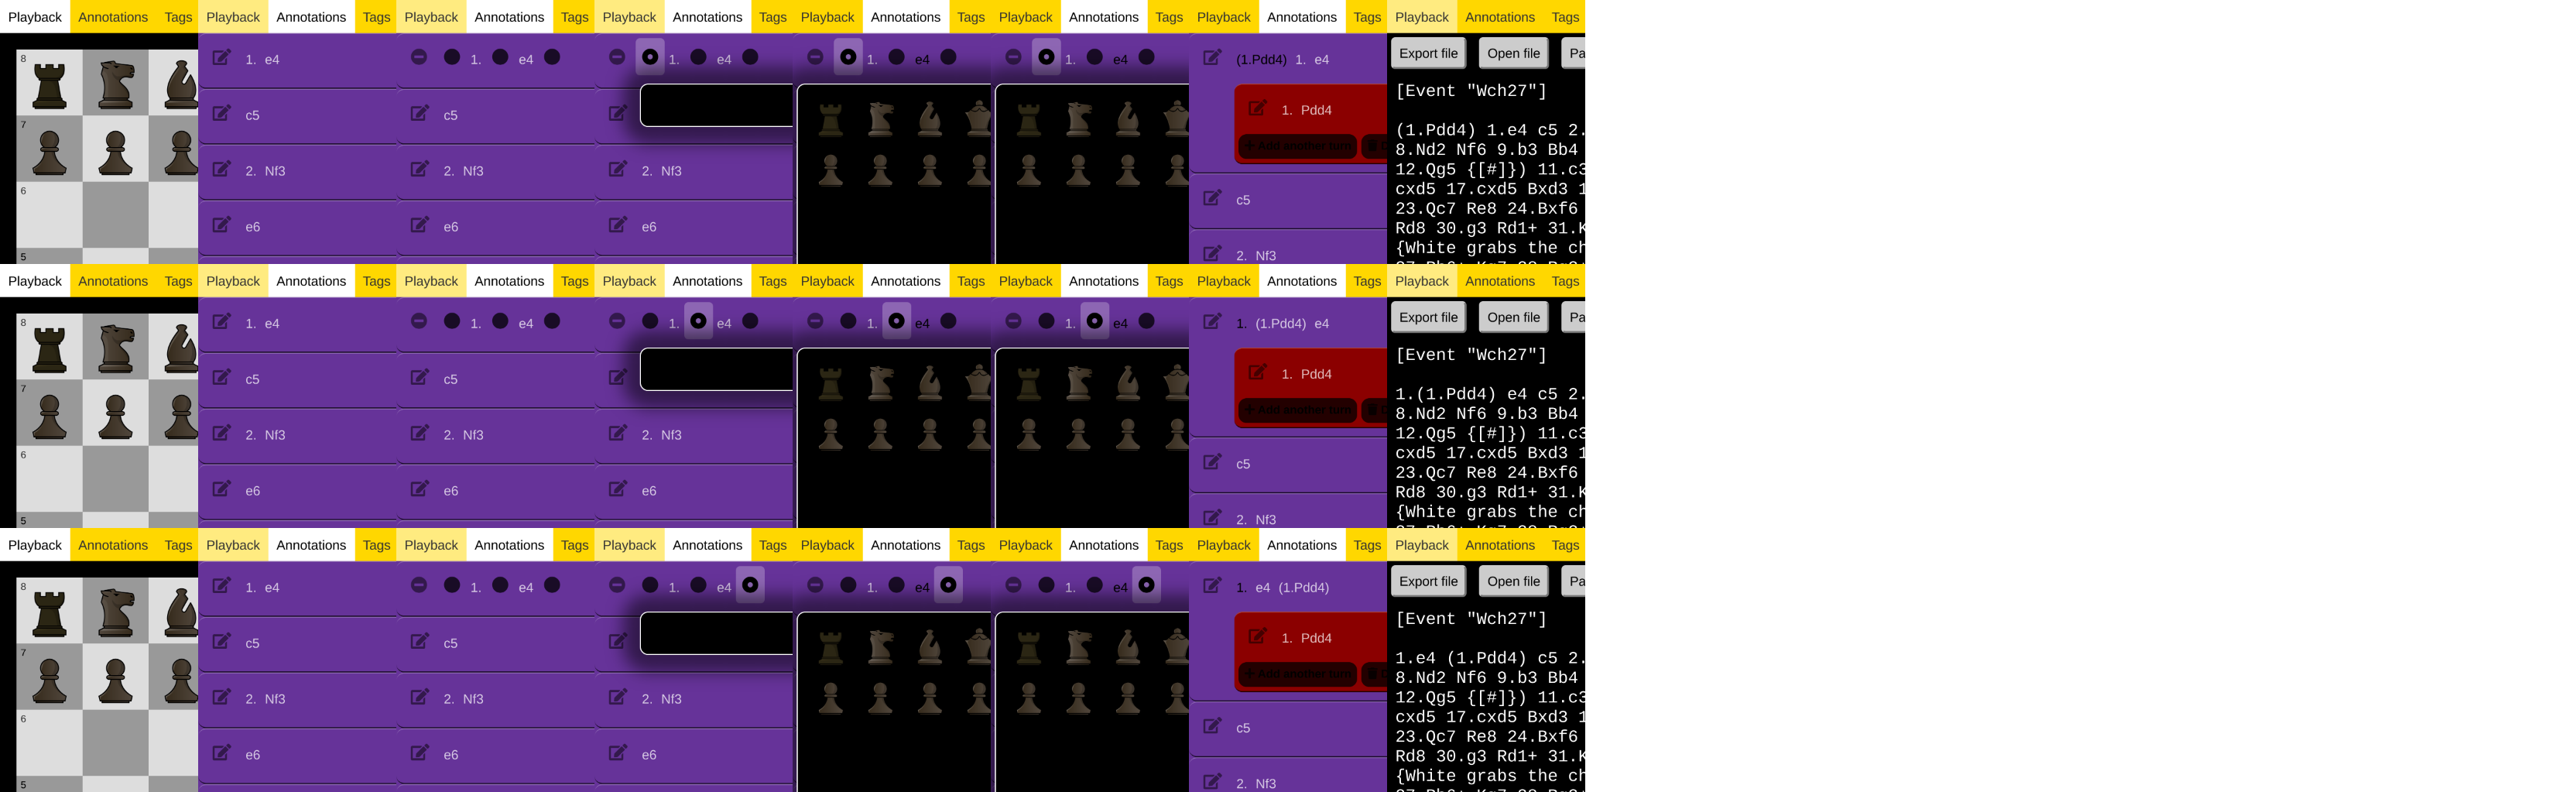 Playback Annotations Tags Playback Annotations Tags Playback Annotations Tags Playback Annotations Tags Playback Annotations Tags Playback Annotations Tags Playback Annotations Tags Playback Annotations Tags
8 1. e4 1. e4 1. e4 1. e4 1. e4 (1.Pdd4) 1. e4 Export file Open file Pa
[Event "Wch27"]
c5 c5 1. Pdd4
7 (1.Pdd4) 1.e4 c5 2.
+ Add another turn 8.Nd2 Nf6 9.b3 Bb4
2. Nf3 2. Nf3 2. Nf3 12.Qg5 {[#]}) 11.c3
6 cxd5 17.cxd5 Bxd3 1
c5 23.Qc7 Re8 24.Bxf6
e6 e6 e6 Rd8 30.g3 Rd1+ 31.K
5 2. Nf3 {White grabs the ch
Playback Annotations Tags Playback Annotations Tags Playback Annotations Tags Playback Annotations Tags Playback Annotations Tags Playback Annotations Tags Playback Annotations Tags Playback Annotations Tags
8 1. e4 1. e4 1. e4 1. e4 1. e4 1. (1.Pdd4) e4 Export file Open file Pa
[Event "Wch27"]
c5 c5 1. Pdd4
7 1.(1.Pdd4) e4 c5 2.
+ Add another turn 8.Nd2 Nf6 9.b3 Bb4
2. Nf3 2. Nf3 2. Nf3 12.Qg5 {[#]}) 11.c3
6 cxd5 17.cxd5 Bxd3 1
c5 23.Qc7 Re8 24.Bxf6
e6 e6 e6 Rd8 30.g3 Rd1+ 31.K
5 2. Nf3 {White grabs the ch
Playback Annotations Tags Playback Annotations Tags Playback Annotations Tags Playback Annotations Tags Playback Annotations Tags Playback Annotations Tags Playback Annotations Tags Playback Annotations Tags
8 1. e4 1. e4 1. e4 1. e4 1. e4 1. e4 (1.Pdd4) Export file Open file Pa
[Event "Wch27"]
c5 c5 1. Pdd4
7 1.e4 (1.Pdd4) c5 2.
+ Add another turn 8.Nd2 Nf6 9.b3 Bb4
2. Nf3 2. Nf3 2. Nf3 12.Qg5 {[#]}) 11.c3
6 cxd5 17.cxd5 Bxd3 1
c5 23.Qc7 Re8 24.Bxf6
e6 e6 e6 Rd8 30.g3 Rd1+ 31.K
5 2. Nf3 {White grabs the ch